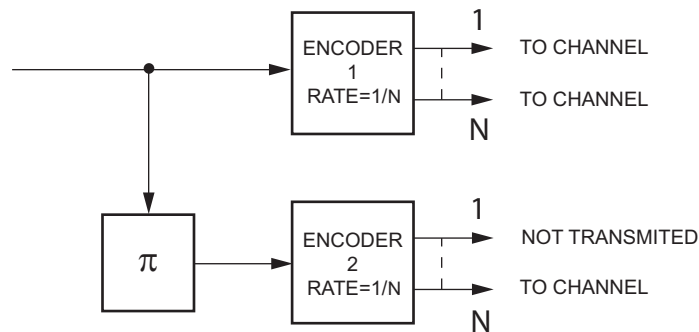 1
ENCODER
1
RATE=1/N
TO CHANNEL
TO CHANNEL
N
π
ENCODER
2
RATE=1/N
1
NOT TRANSMITED
TO CHANNEL
N